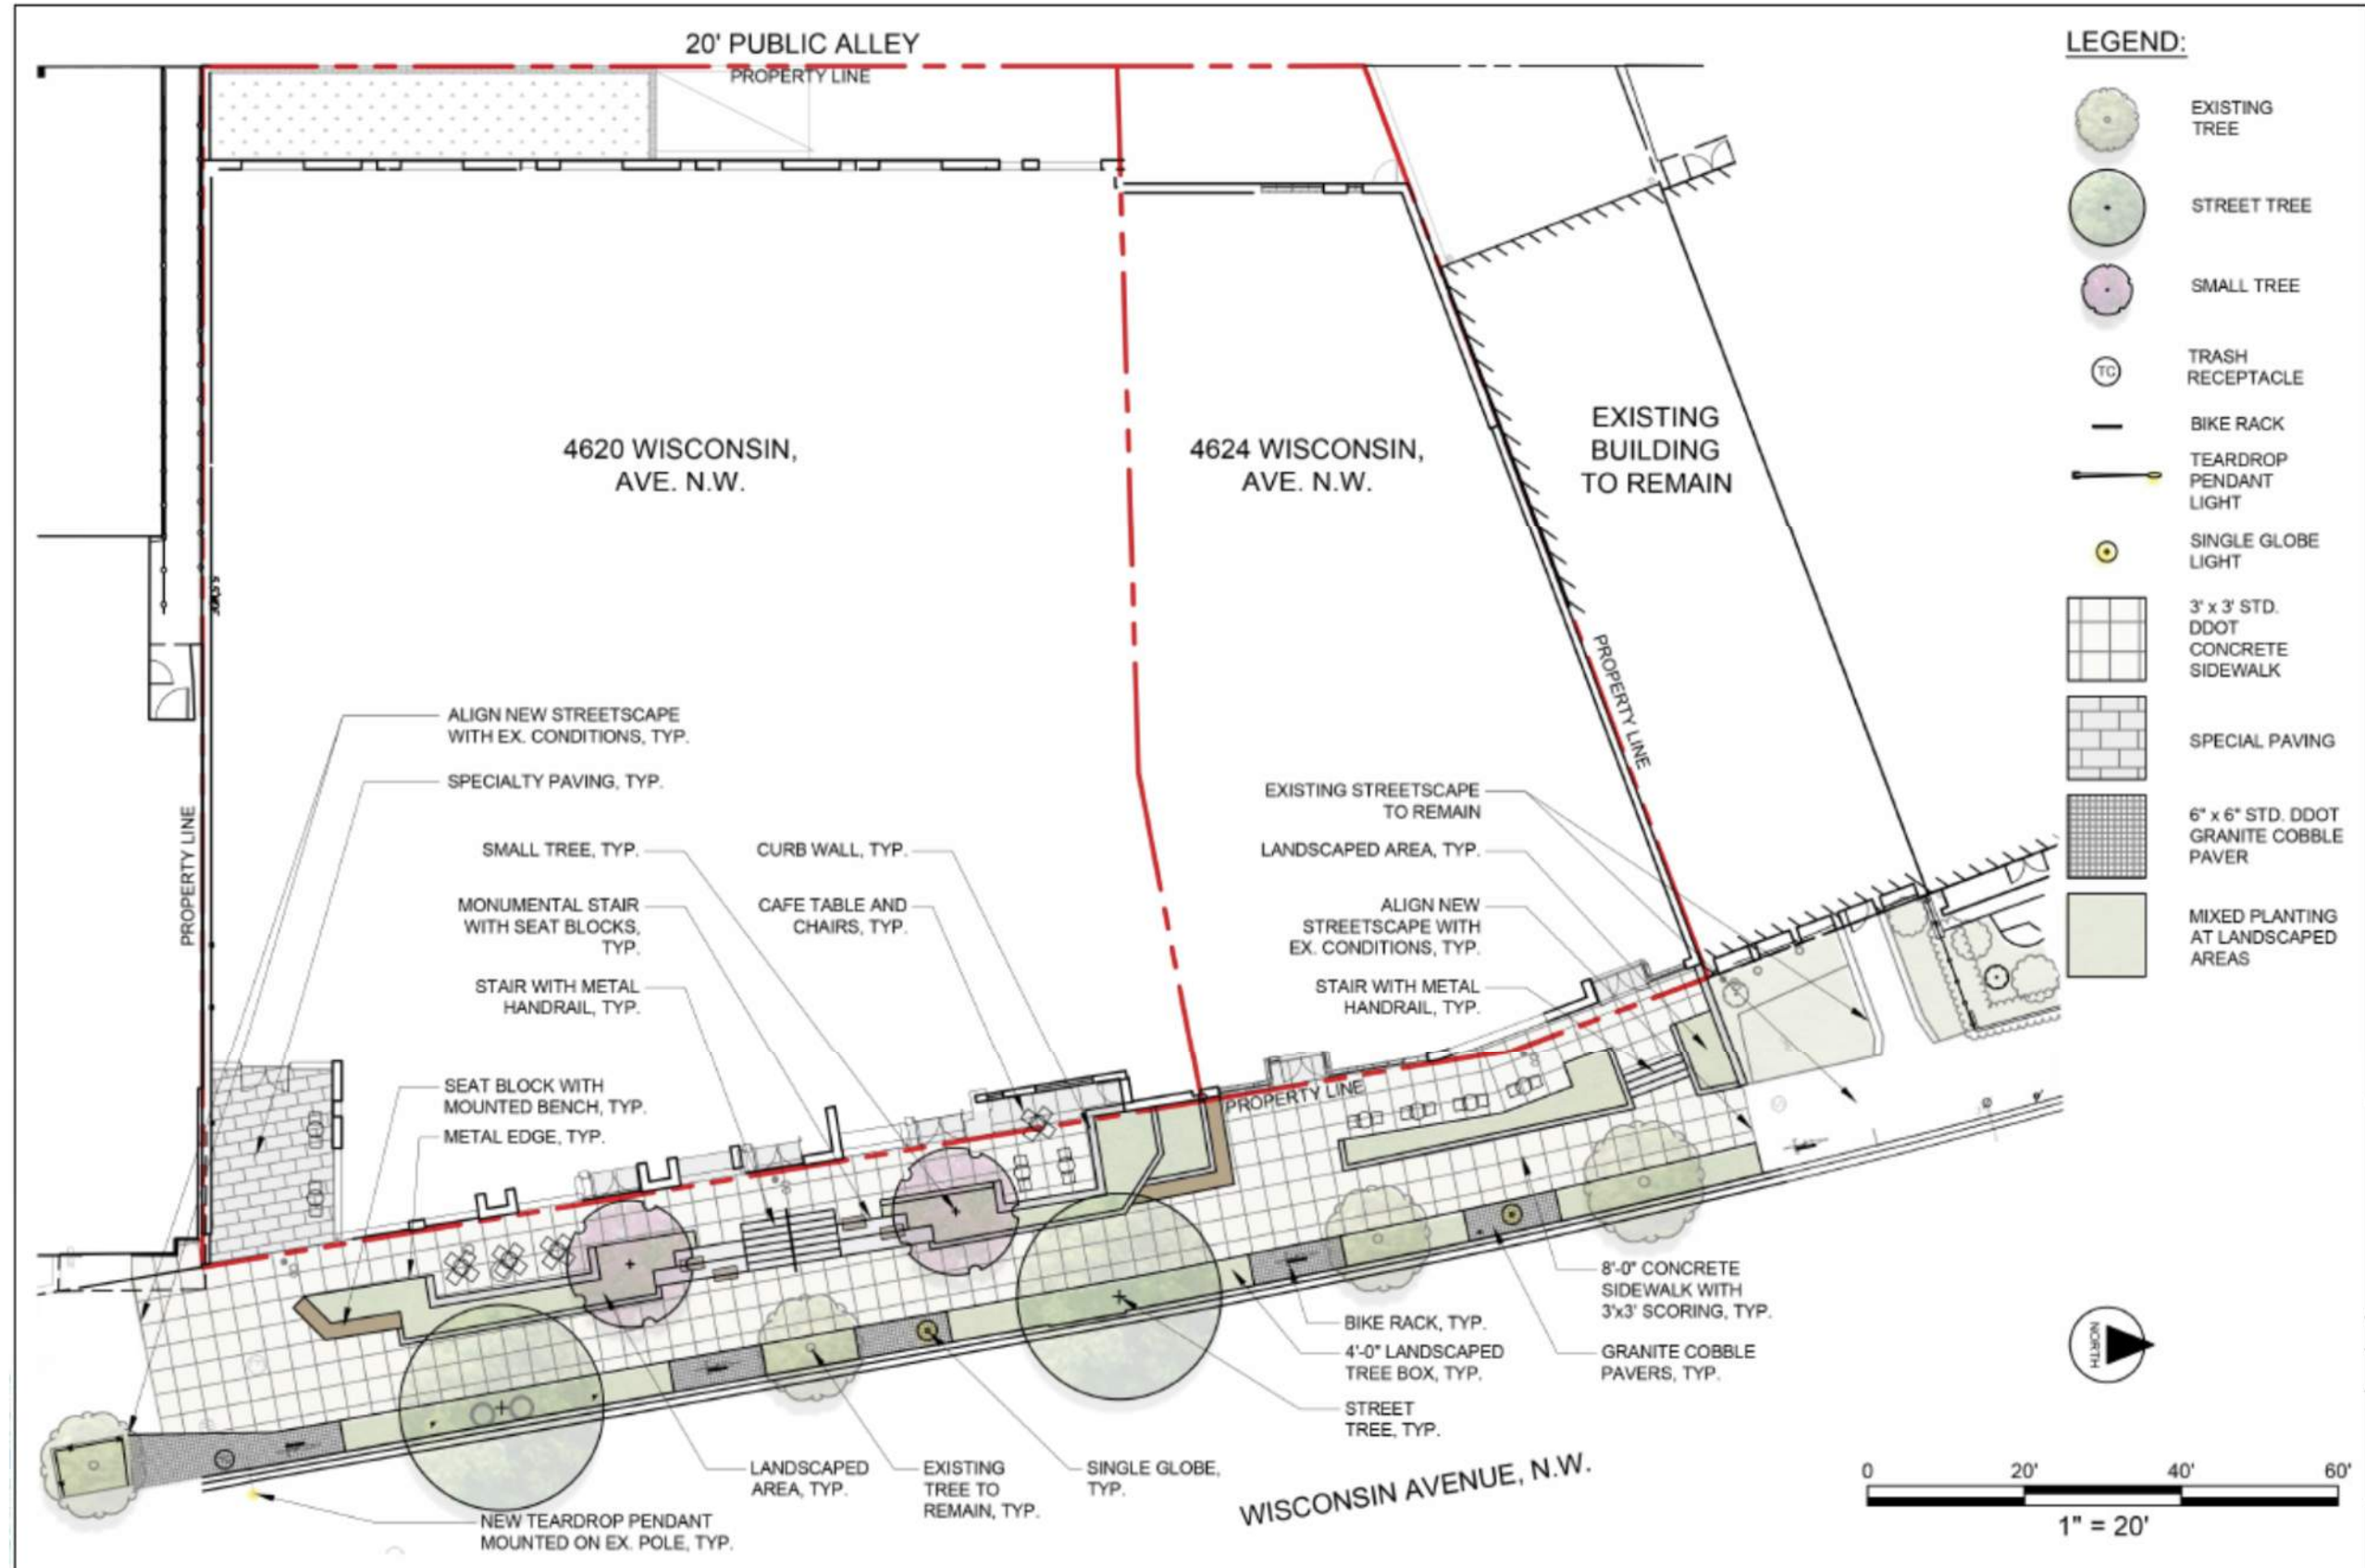 20' PUBLIC ALLEY
PROPERTY LINE
4620 WISCONSIN,
AVE. N.W.
4624 WISCONSIN,
AVE. N.W.
EXISTING
BUILDING
TO REMAIN
PROPERTY LINE
PROPERTY LINE
ALIGN NEW STREETSCAPE
WITH EX. CONDITIONS, TYP.
SPECIALTY PAVING, TYP.
SMALL TREE, TYP.
MONUMENTAL STAIR
WITH SEAT BLOCKS,
TYP.
STAIR WITH METAL
HANDRAIL, TYP.
SEAT BLOCK WITH
MOUNTED BENCH, TYP.
METAL EDGE, TYP.
CURB WALL, TYP.
CAFE TABLE AND
CHAIRS, TYP.
EXISTING STREETSCAPE
TO REMAIN
LANDSCAPED AREA, TYP.
ALIGN NEW
STREETSCAPE WITH
EX. CONDITIONS, TYP.
STAIR WITH METAL
HANDRAIL, TYP.
PROPERTY LINE
8'-0" CONCRETE
SIDEWALK WITH
3'x3' SCORING, TYP.
GRANITE COBBLE
PAVERS, TYP.
BIKE RACK, TYP.
4'-0" LANDSCAPED
TREE BOX, TYP.
STREET
TREE, TYP.
TC
LANDSCAPED
AREA, TYP.
EXISTING
TREE TO
REMAIN, TYP.
SINGLE GLOBE,
TYP.
NEW TEARDROP PENDANT
MOUNTED ON EX. POLE, TYP.
WISCONSIN AVENUE, N.W.
LEGEND:
EXISTING
TREE
STREET TREE
SMALL TREE
TC
TRASH
RECEPTACLE
BIKE RACK
TEARDROP
PENDANT
LIGHT
SINGLE GLOBE
LIGHT
3' x 3' STD.
DDOT
CONCRETE
SIDEWALK
SPECIAL PAVING
6" x 6" STD. DDOT
GRANITE COBBLE
PAVER
MIXED PLANTING
AT LANDSCAPED
AREAS
NORTH
0 20' 40' 60'
1" = 20'